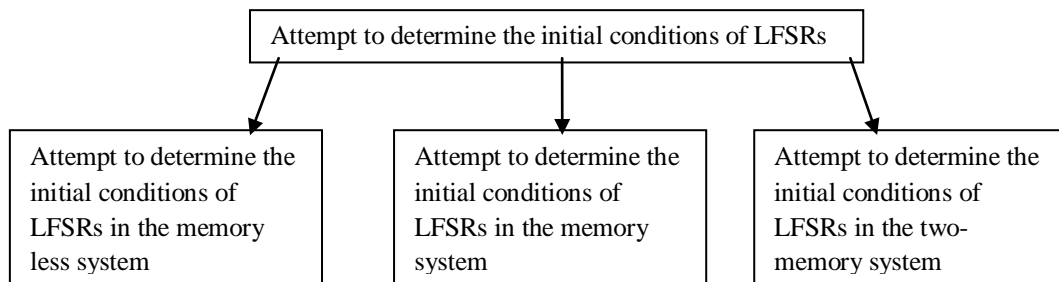 Attempt to determine the initial conditions of LFSRs
Attempt to determine the
initial conditions of
LFSRs in the memory
less system
Attempt to determine the
initial conditions of
LFSRs in the memory
system
Attempt to determine the
initial conditions of
LFSRs in the two-
memory system